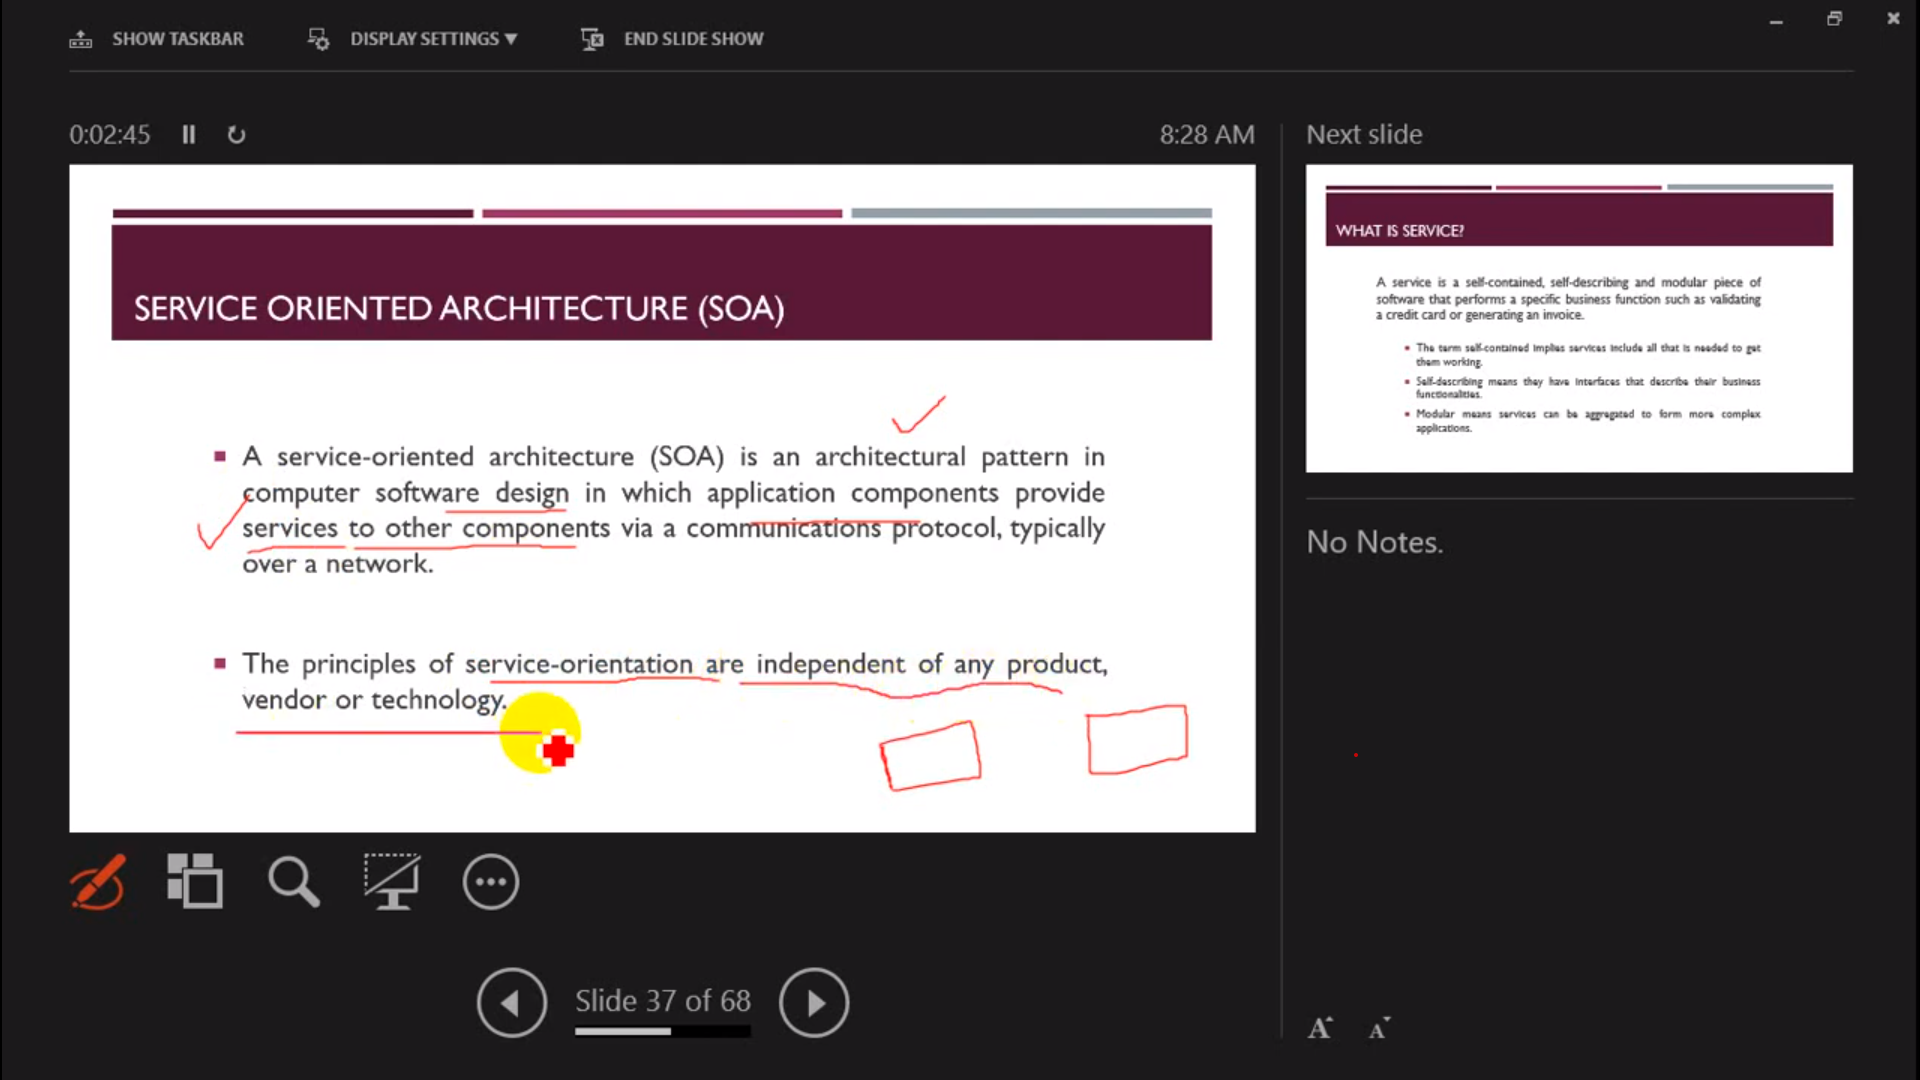 SHOW TASKBAR
DISPLAY SETTINGS ▼
END SLIDE SHOW
0:02:45
8:28 AM
SERVICE ORIENTED ARCHITECTURE (SOA)
▪ A service-oriented architecture (SOA) is an architectural pattern in
computer software design in which application components provide
services to other components via a communications protocol, typically
over a network.
▪ The principles of service-orientation are independent of any product,
vendor or technology.
Slide 37 of 68
Next slide
WHAT IS SERVICE?
A service is a self-contained, self-describing and modular piece of
software that performs a specific business function such as validating
a credit card or generating an invoice.
▪ The term self-contained implies services include all that is needed to get
them working.
▪ Self-describing means they have interfaces that describe their business
functionalities.
▪ Modular means services can be aggregated to form more complex
applications.
No Notes.
A A